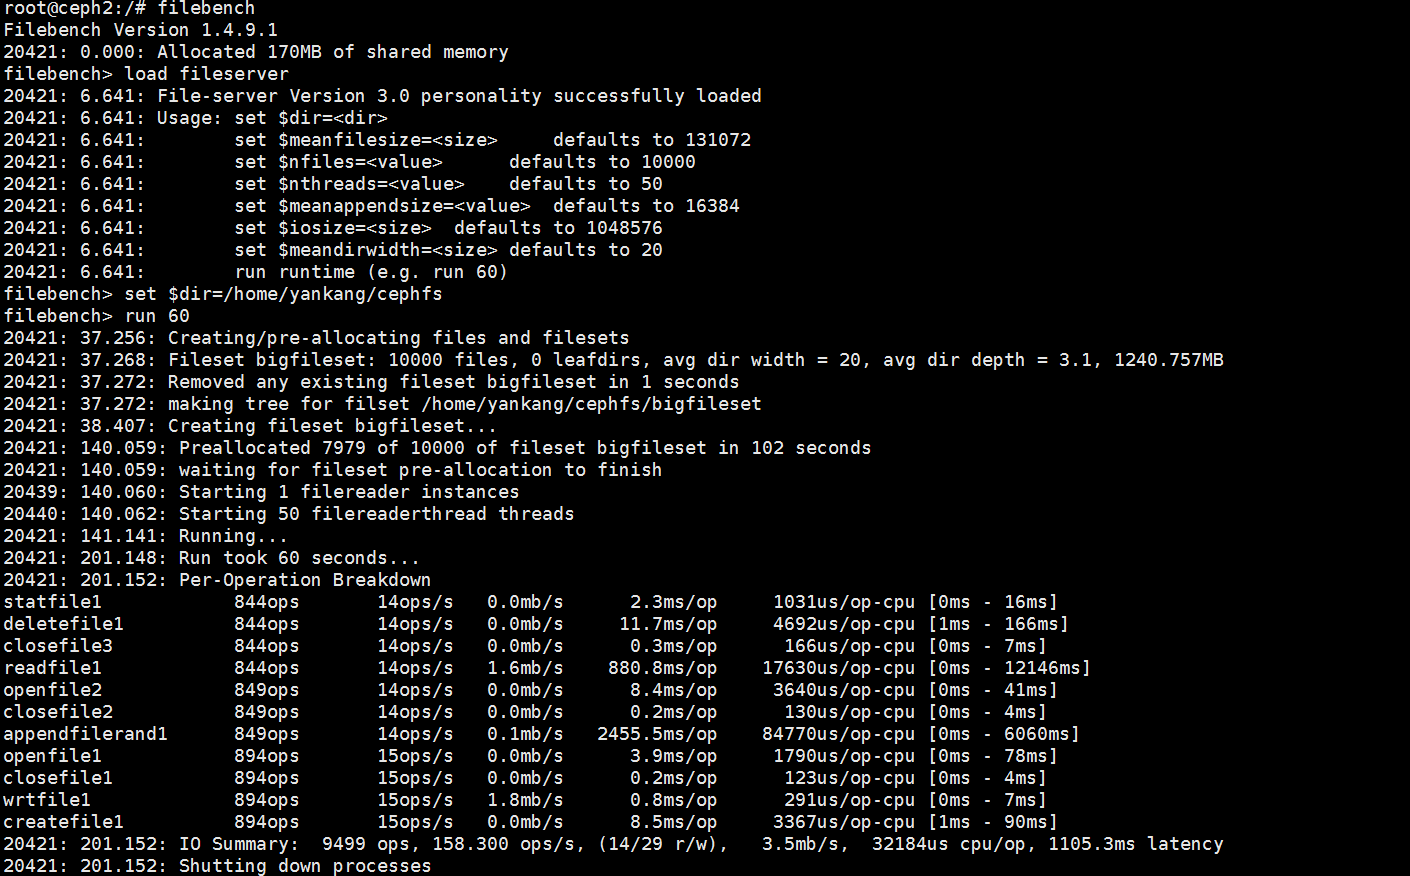 root@ceph2:/# filebench
Filebench Version 1.4.9.1
20421: 0.000: Allocated 170MB of shared memory
filebench> load fileserver
20421: 6.641: File-server Version 3.0 personality successfully loaded
20421: 6.641: Usage: set $dir=<dir>
20421: 6.641:        set $meanfilesize=<size>     defaults to 131072
20421: 6.641:        set $nfiles=<value>      defaults to 10000
20421: 6.641:        set $nthreads=<value>    defaults to 50
20421: 6.641:        set $meanappendsize=<value>  defaults to 16384
20421: 6.641:        set $iosize=<size>  defaults to 1048576
20421: 6.641:        set $meandirwidth=<size> defaults to 20
20421: 6.641:        run runtime (e.g. run 60)
filebench> set $dir=/home/yankang/cephfs
filebench> run 60
20421: 37.256: Creating/pre-allocating files and filesets
20421: 37.268: Fileset bigfileset: 10000 files, 0 leafdirs, avg dir width = 20, avg dir depth = 3.1, 1240.757MB
20421: 37.272: Removed any existing fileset bigfileset in 1 seconds
20421: 37.272: making tree for filset /home/yankang/cephfs/bigfileset
20421: 38.407: Creating fileset bigfileset...
20421: 140.059: Preallocated 7979 of 10000 of fileset bigfileset in 102 seconds
20421: 140.059: waiting for fileset pre-allocation to finish
20439: 140.060: Starting 1 filereader instances
20440: 140.062: Starting 50 filereaderthread threads
20421: 141.141: Running...
20421: 201.148: Run took 60 seconds...
20421: 201.152: Per-Operation Breakdown
statfile1            844ops       14ops/s   0.0mb/s      2.3ms/op     1031us/op-cpu [0ms - 16ms]
deletefile1          844ops       14ops/s   0.0mb/s     11.7ms/op     4692us/op-cpu [1ms - 166ms]
closefile3           844ops       14ops/s   0.0mb/s      0.3ms/op      166us/op-cpu [0ms - 7ms]
readfile1            844ops       14ops/s   1.6mb/s    880.8ms/op    17630us/op-cpu [0ms - 12146ms]
openfile2            849ops       14ops/s   0.0mb/s      8.4ms/op     3640us/op-cpu [0ms - 41ms]
closefile2           849ops       14ops/s   0.0mb/s      0.2ms/op      130us/op-cpu [0ms - 4ms]
appendfilerand1      849ops       14ops/s   0.1mb/s   2455.5ms/op    84770us/op-cpu [0ms - 6060ms]
openfile1            894ops       15ops/s   0.0mb/s      3.9ms/op     1790us/op-cpu [0ms - 78ms]
closefile1           894ops       15ops/s   0.0mb/s      0.2ms/op      123us/op-cpu [0ms - 4ms]
wrtfile1             894ops       15ops/s   1.8mb/s      0.8ms/op      291us/op-cpu [0ms - 7ms]
createfile1          894ops       15ops/s   0.0mb/s      8.5ms/op     3367us/op-cpu [1ms - 90ms]
20421: 201.152: IO Summary:  9499 ops, 158.300 ops/s, (14/29 r/w),   3.5mb/s,  32184us cpu/op, 1105.3ms latency
20421: 201.152: Shutting down processes